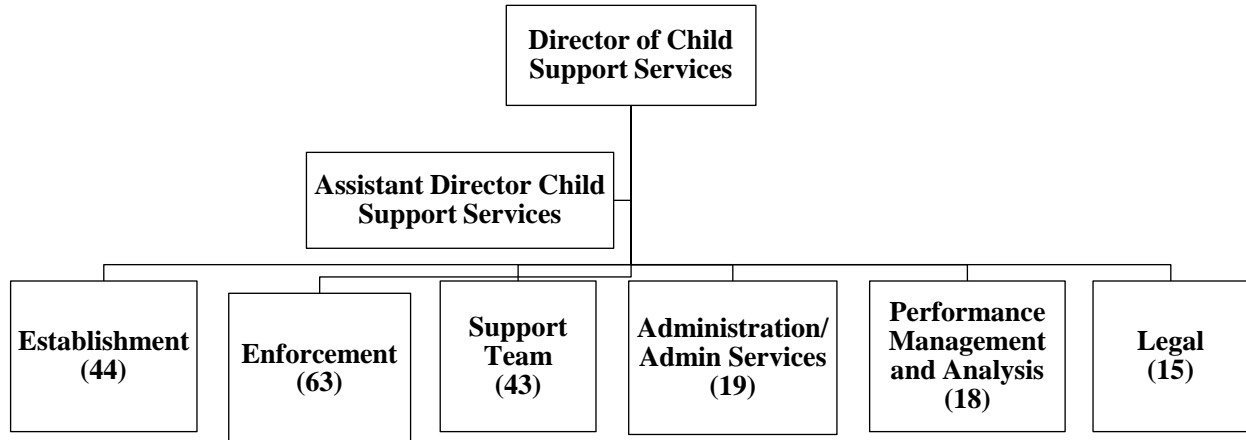 Director of Child
Support Services
Assistant Director Child
Support Services
Establishment
(44)
Enforcement
(63)
Support
Team
(43)
Administration/
Admin Services
(19)
Performance
Management
and Analysis
(18)
Legal
(15)